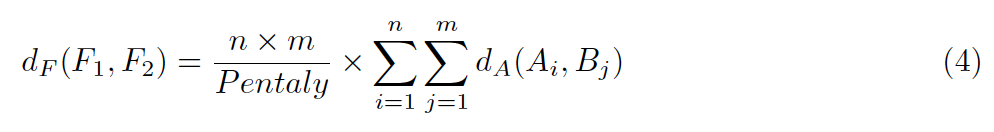 d_F(F_1, F_2) = \frac{n \times m}{Pentaly} \times \sum_{i=1}^{n} \sum_{j=1}^{m} d_A(A_i, B_j) (4)